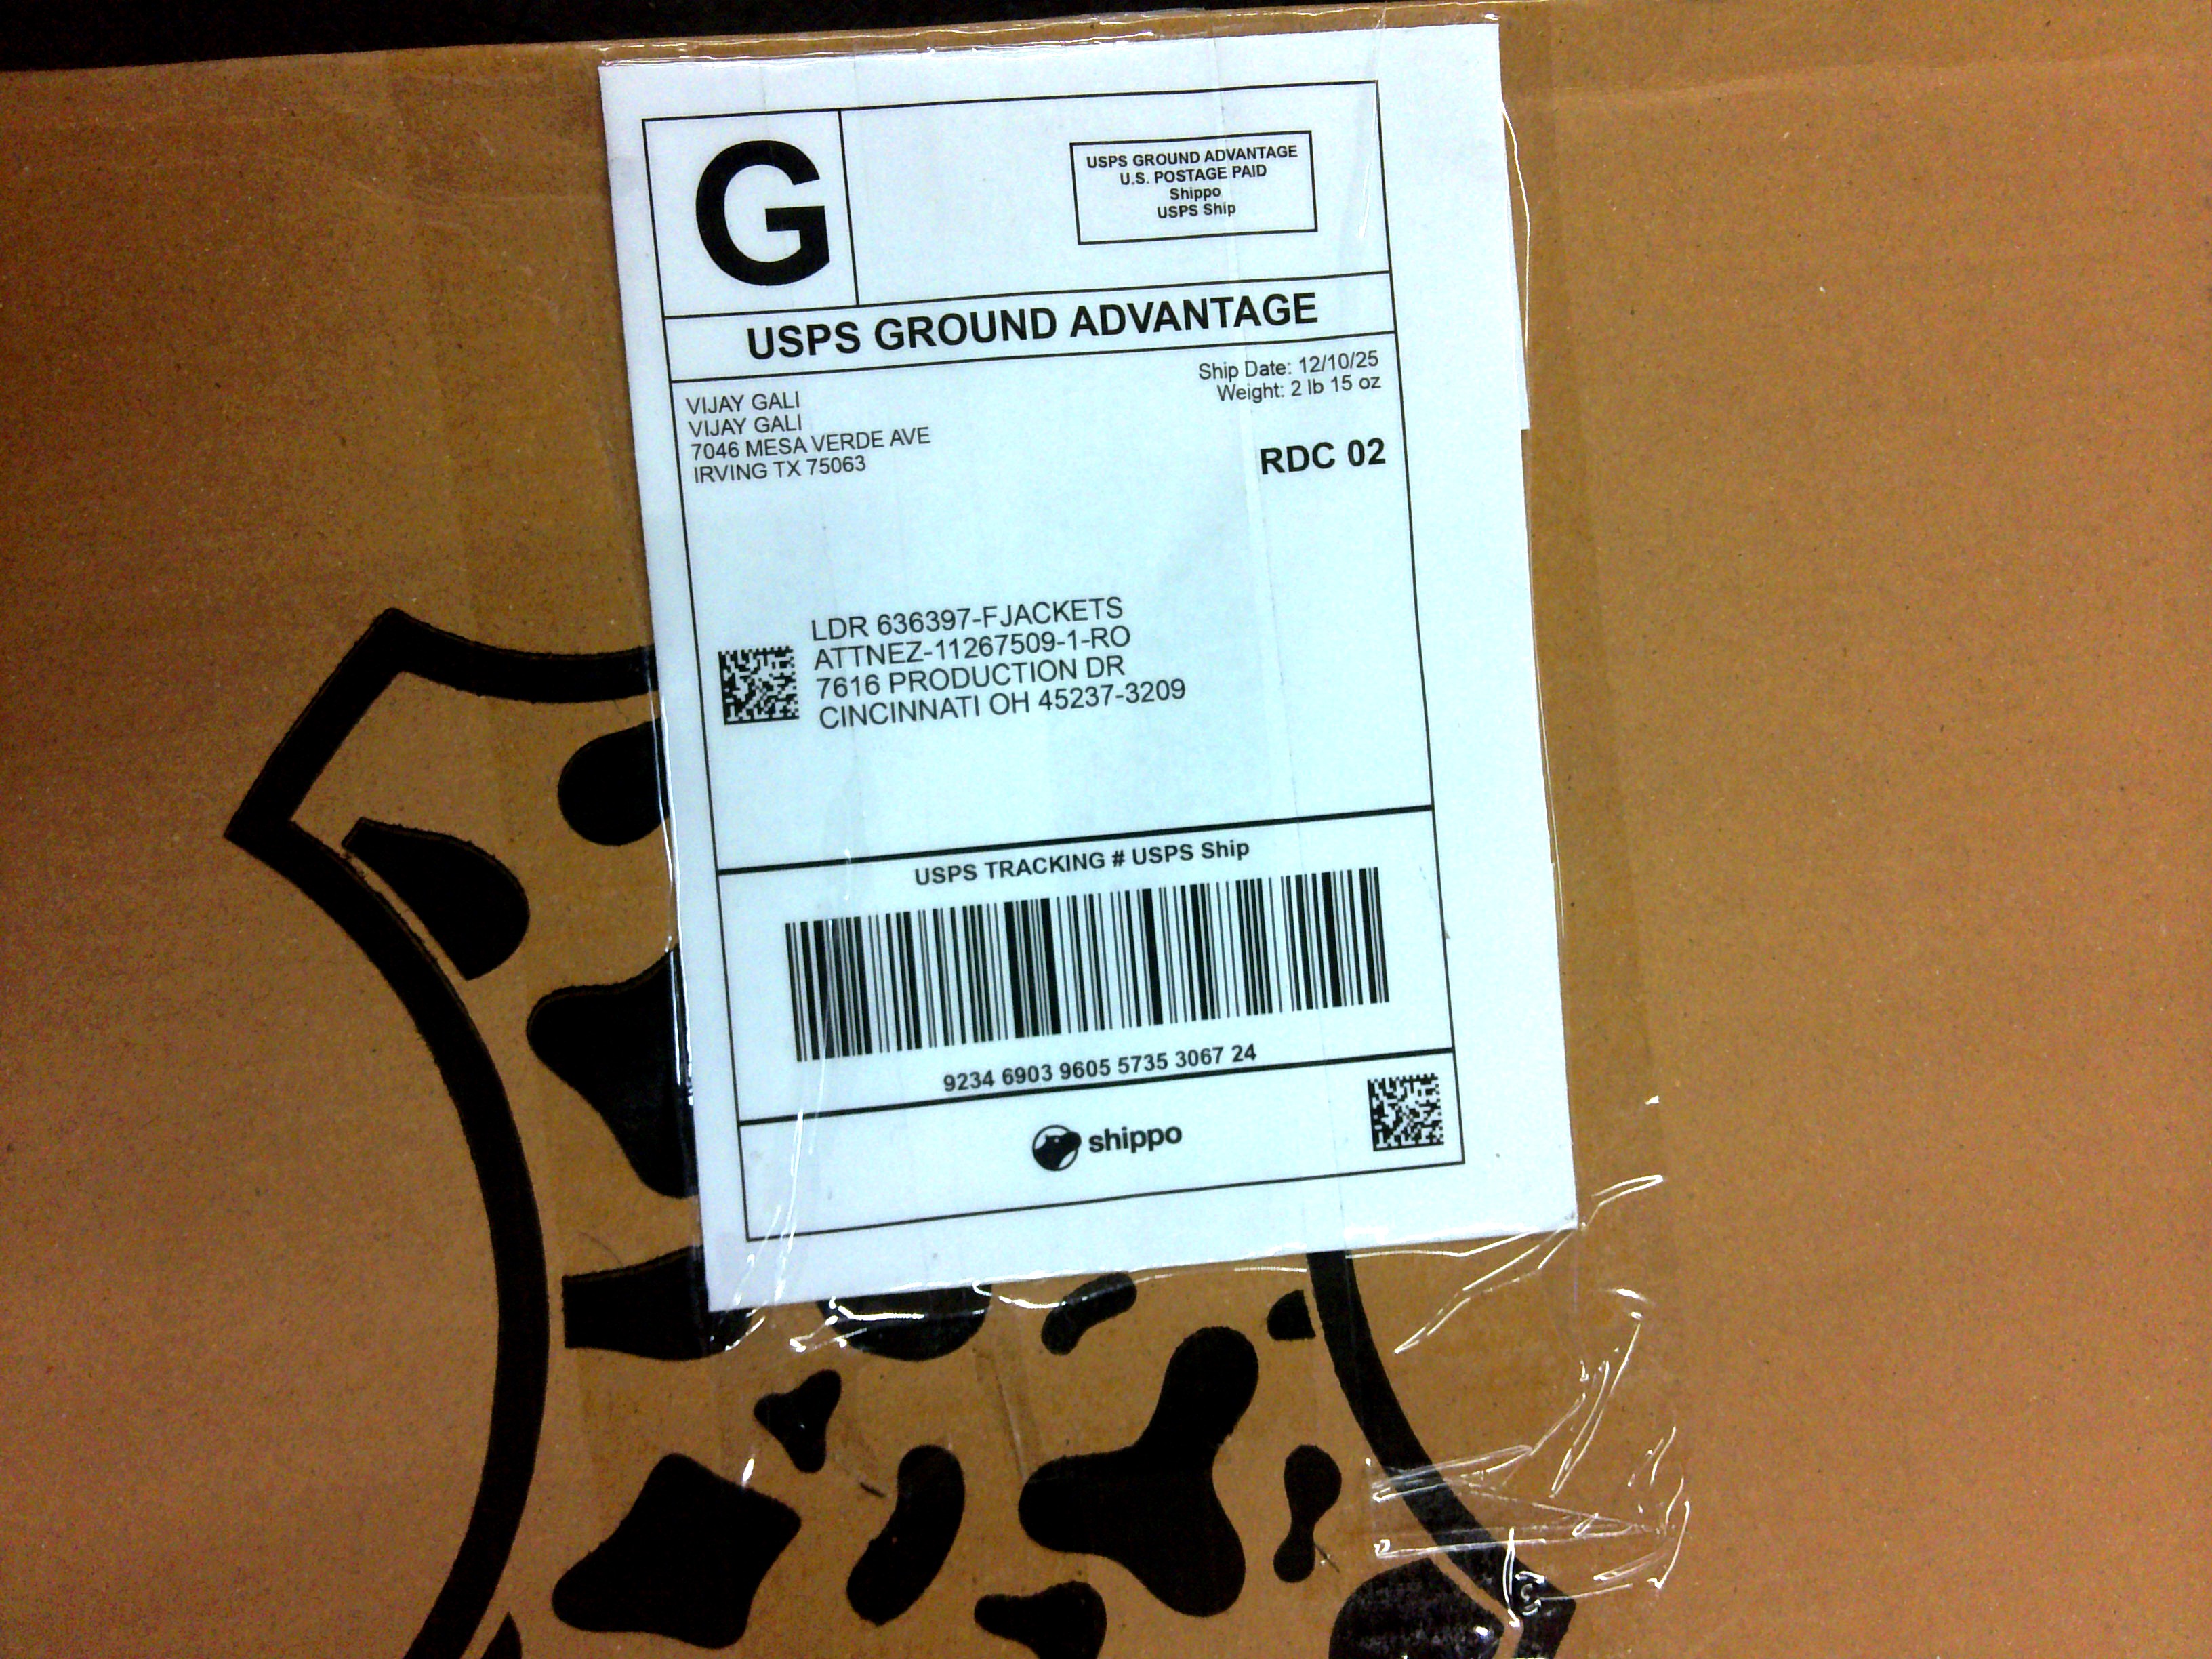 G
USPS GROUND ADVANTAGE
U.S. POSTAGE PAID
Shippo
USPS Ship
USPS GROUND ADVANTAGE
Ship Date: 12/10/25
Weight: 2 lb 15 oz
VIJAY GALI
VIJAY GALI
7046 MESA VERDE AVE
IRVING TX 75063
RDC 02
LDR 636397-FJACKETS
ATTNEZ-11267509-1-RO
7616 PRODUCTION DR
CINCINNATI OH 45237-3209
USPS TRACKING # USPS Ship
9234 6903 9605 5735 3067 24
shippo